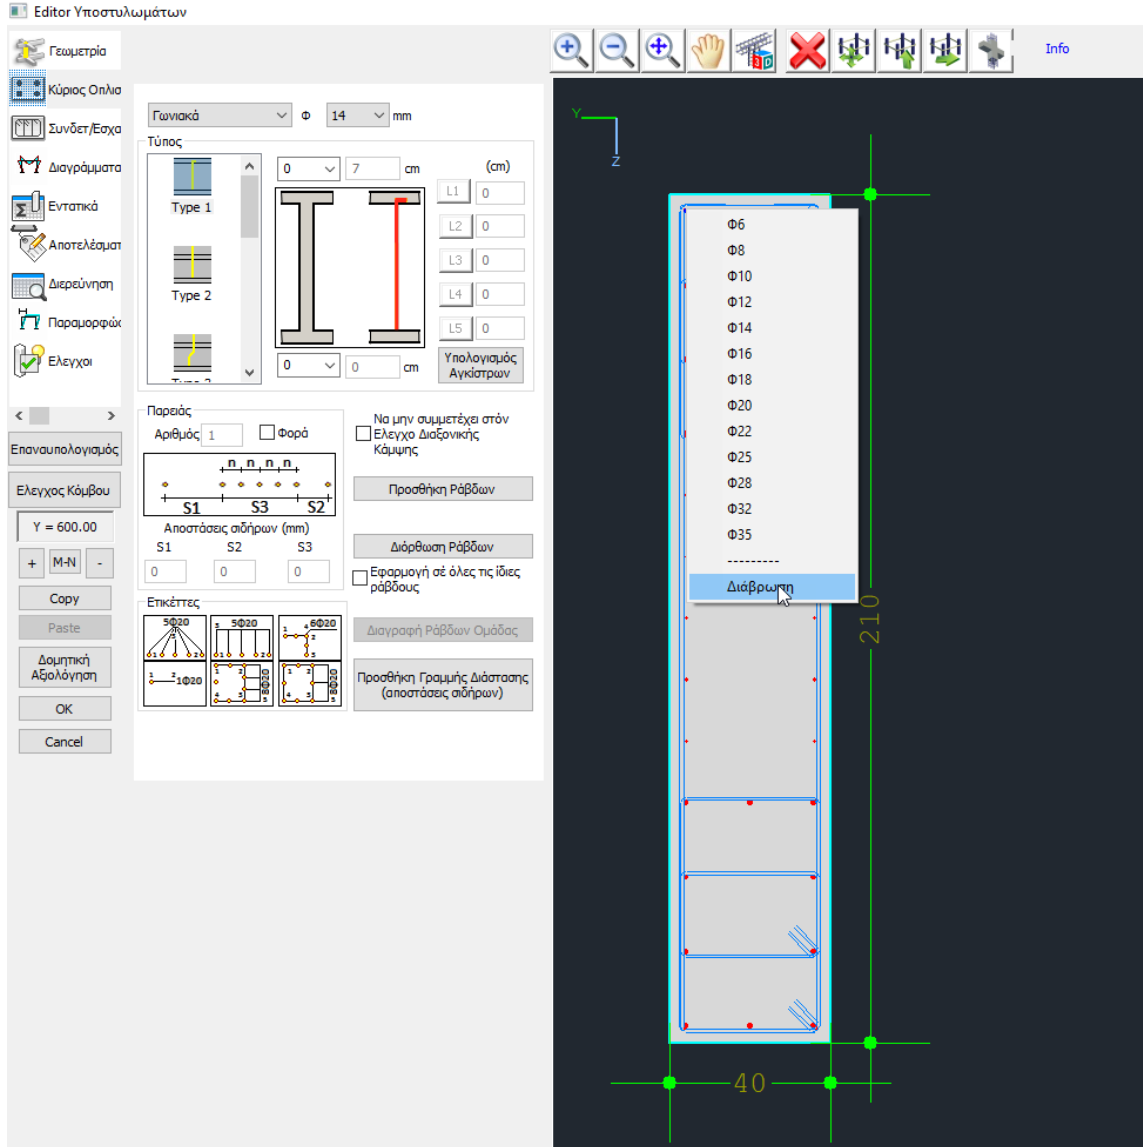 Editor Υποστυλωμάτων
Γεωμετρία
Κύριος Οπλισ
Συνδετ/Εσχα
Διαγράμματα
Εντατικά
Αποτελέσματ
Διερεύνηση
Παραμορφώ
Ελεγχοι
Επαναυπολογισμός
Ελεγχος Κόμβου
Y = 600.00
+ M-N -
Copy
Paste
Δομητική
Αξιολόγηση
OK
Cancel
Γωνιακά Φ 14 mm
Τύπος
Type 1
Type 2
0 7 cm
(cm)
L1 0
L2 0
L3 0
L4 0
L5 0
0 0 cm
Υπολογισμός
Αγκίστρων
Παρειάς
Αριθμός 1 Φορά
n n n n
S1 S3 S2
Αποστάσεις σιδήρων (mm)
S1 S2 S3
0 0 0
Να μην συμμετέχει στόν
Ελεγχο Διαξονικής
Κάμψης
Προσθήκη Ράβδων
Διόρθωση Ράβδων
Εφαρμογή σέ όλες τις ίδιες
ράβδους
Ετικέττες
5Φ20
5Φ20
6Φ20
1Φ20
8Φ20
8Φ20
Διαγραφή Ράβδων Ομάδας
Προσθήκη Γραμμής Διάστασης
(αποστάσεις σιδήρων)
Info
Y
Z
Φ6
Φ8
Φ10
Φ12
Φ14
Φ16
Φ18
Φ20
Φ22
Φ25
Φ28
Φ32
Φ35
---------
Διάβρωση
210
40